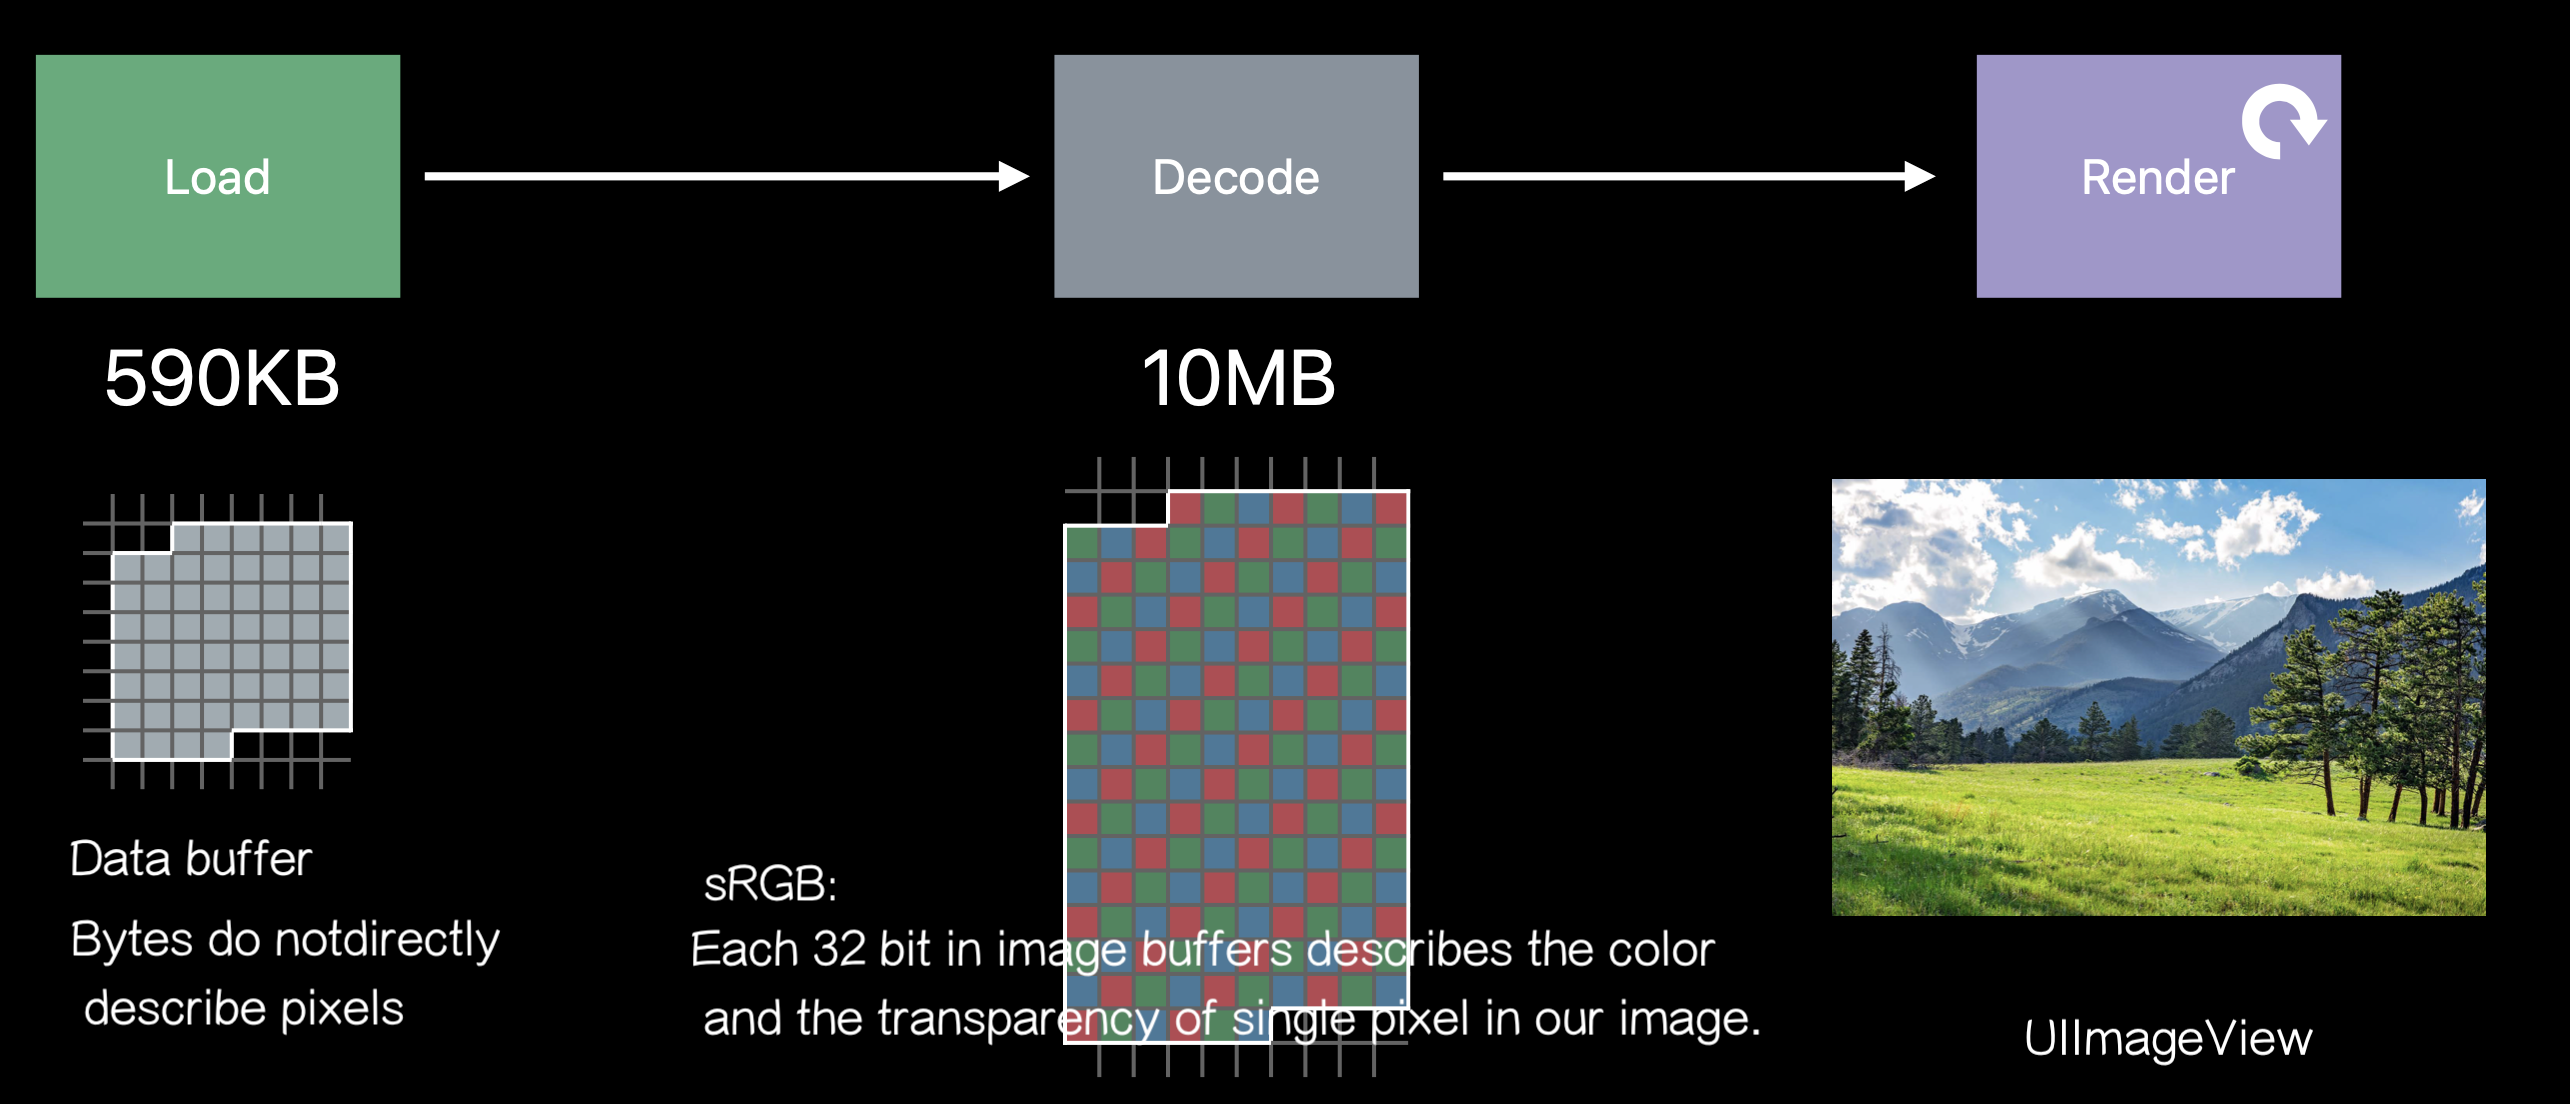 Load
Decode
Render
590KB
10MB
Data buffer
Bytes do notdirectly
describe pixels
sRGB:
Each 32 bit in image buffers describes the color
and the transparency of single pixel in our image.
UIImageView